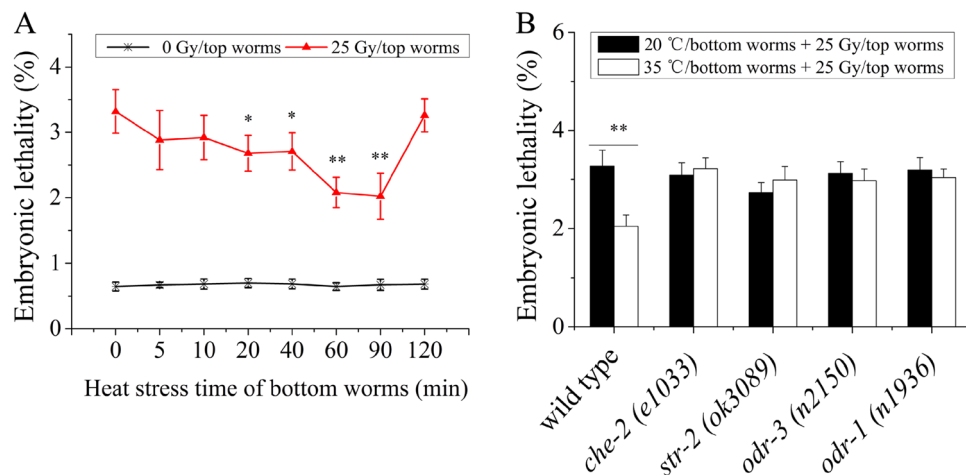 A
0 Gy/top worms 25 Gy/top worms
Embryonic lethality (%)
4
3
2
1
0
* * ** **
0 5 10 20 40 60 90 120
Heat stress time of bottom worms (min)
B
20 ℃/bottom worms + 25 Gy/top worms
35 ℃/bottom worms + 25 Gy/top worms
Embryonic lethality (%)
6
4
2
0
**
wild type
che-2 (e1033)
str-2 (ok3089)
odr-3 (n2150)
odr-1 (n1936)